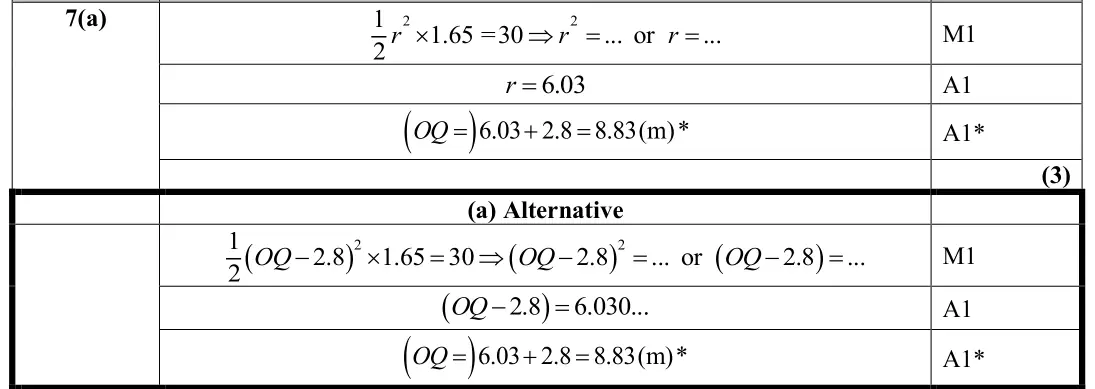 7(a)
1/2 r² × 1.65 = 30 ⇒ r² = ... or r = ... M1
r = 6.03 A1
(OQ =) 6.03 + 2.8 = 8.83 (m) * A1*
(3)
(a) Alternative
1/2 (OQ − 2.8)² × 1.65 = 30 ⇒ (OQ − 2.8)² = ... or (OQ − 2.8) = ... M1
(OQ − 2.8) = 6.030... A1
(OQ =) 6.03 + 2.8 = 8.83 (m) * A1*